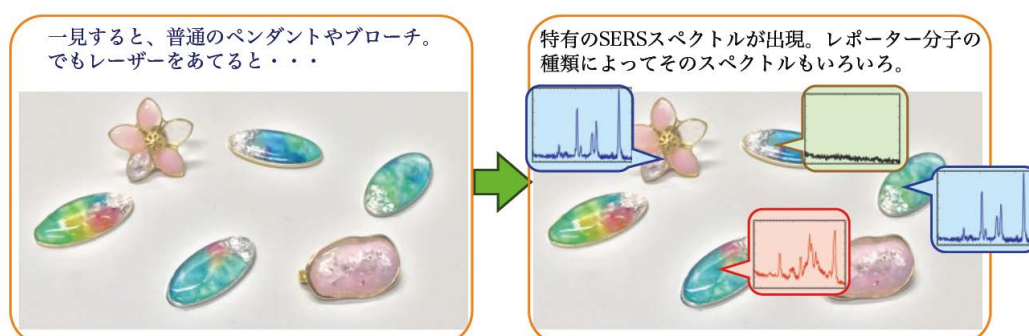 一見すると、普通のペンダントやブローチ。
でもレーザーをあてると・・・
特有のSERSスペクトルが出現。レポーター分子の
種類によってそのスペクトルもいろいろ。